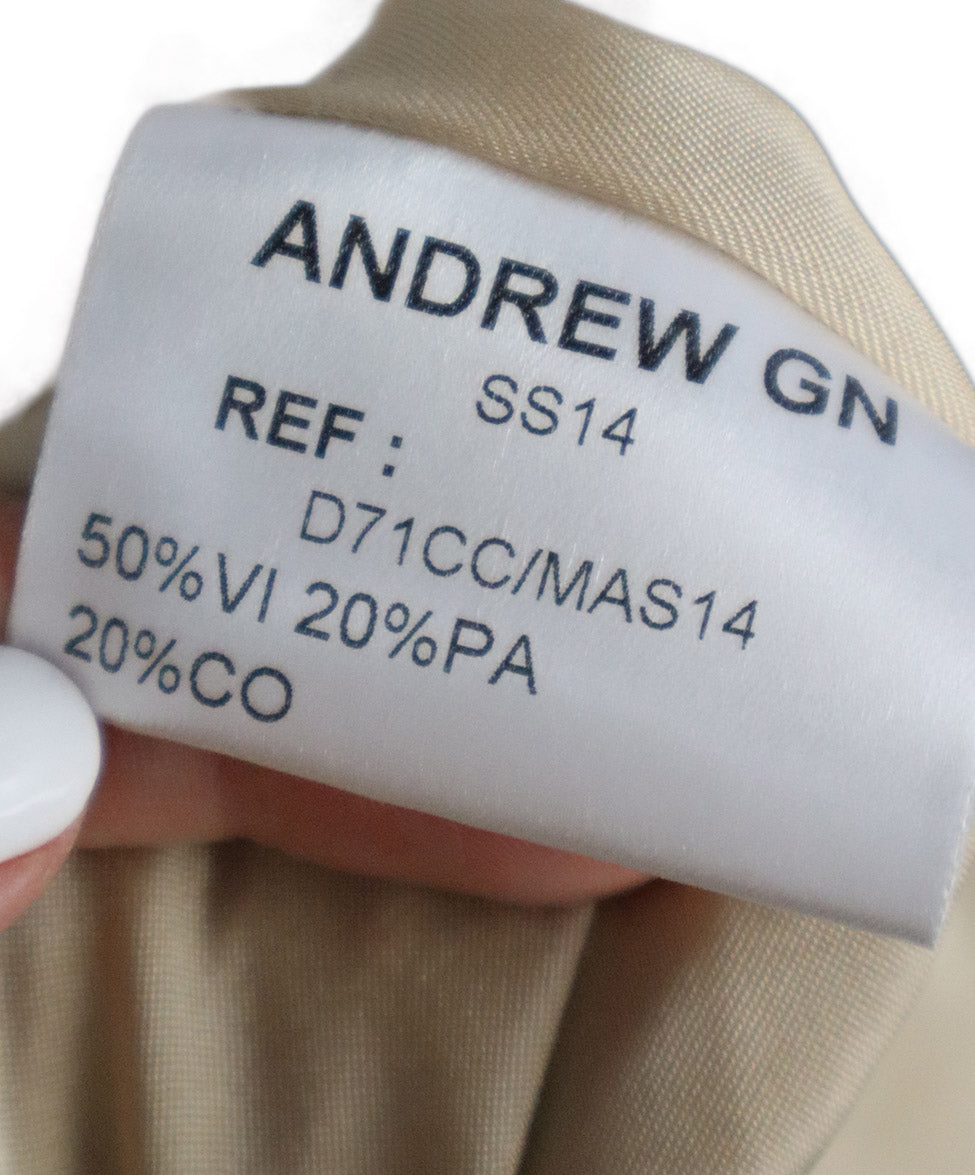 ANDREW GN
SS14
REF :
D71CC/MAS14
50%VI 20%PA
20%CO